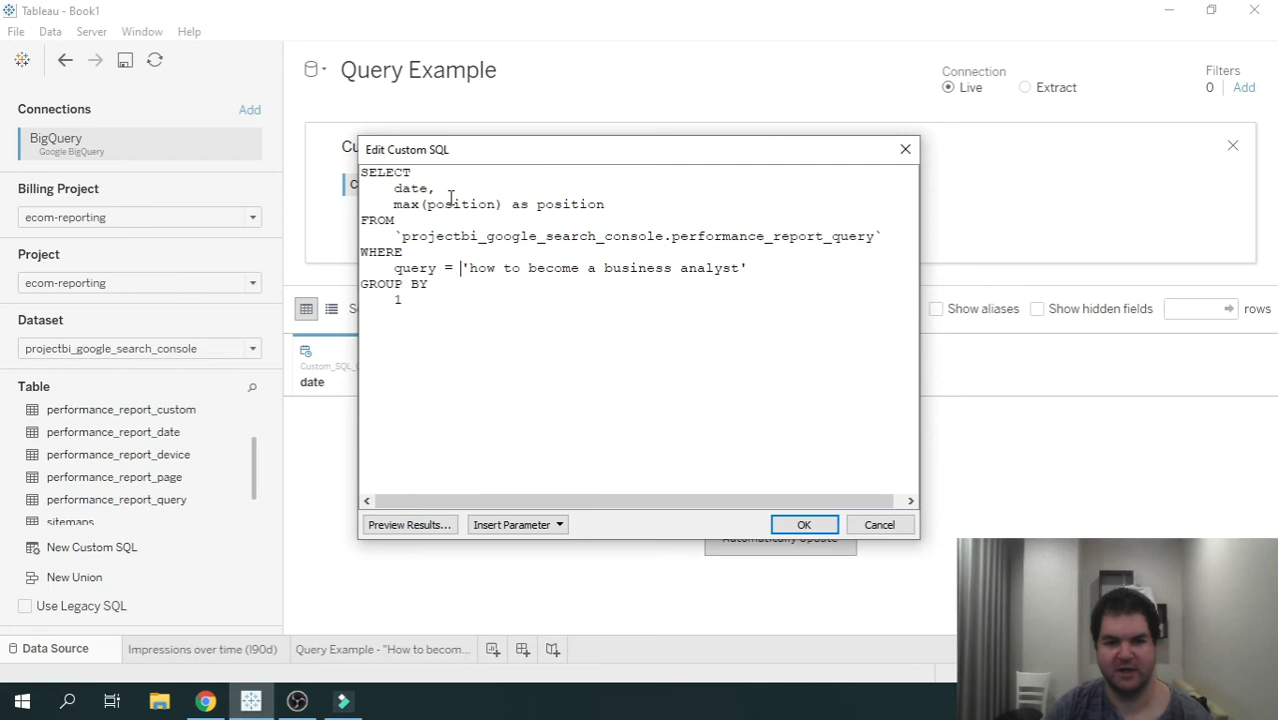 Tableau - Book1
File Data Server Window Help
Connections Add
BigQuery
Google BigQuery
Billing Project
ecom-reporting
Project
ecom-reporting
Dataset
projectbi_google_search_console
Table
performance_report_custom
performance_report_date
performance_report_device
performance_report_page
performance_report_query
sitemaps
New Custom SQL
New Union
Use Legacy SQL
Query Example
Connection
Live Extract
Filters
0 Add
Edit Custom SQL
SELECT
date,
max(position) as position
FROM
`projectbi_google_search_console.performance_report_query`
WHERE
query = 'how to become a business analyst'
GROUP BY
1
Preview Results... Insert Parameter OK Cancel
Show aliases Show hidden fields rows
date
Automatically Update
Data Source Impressions over time (l90d) Query Example - "How to becom...